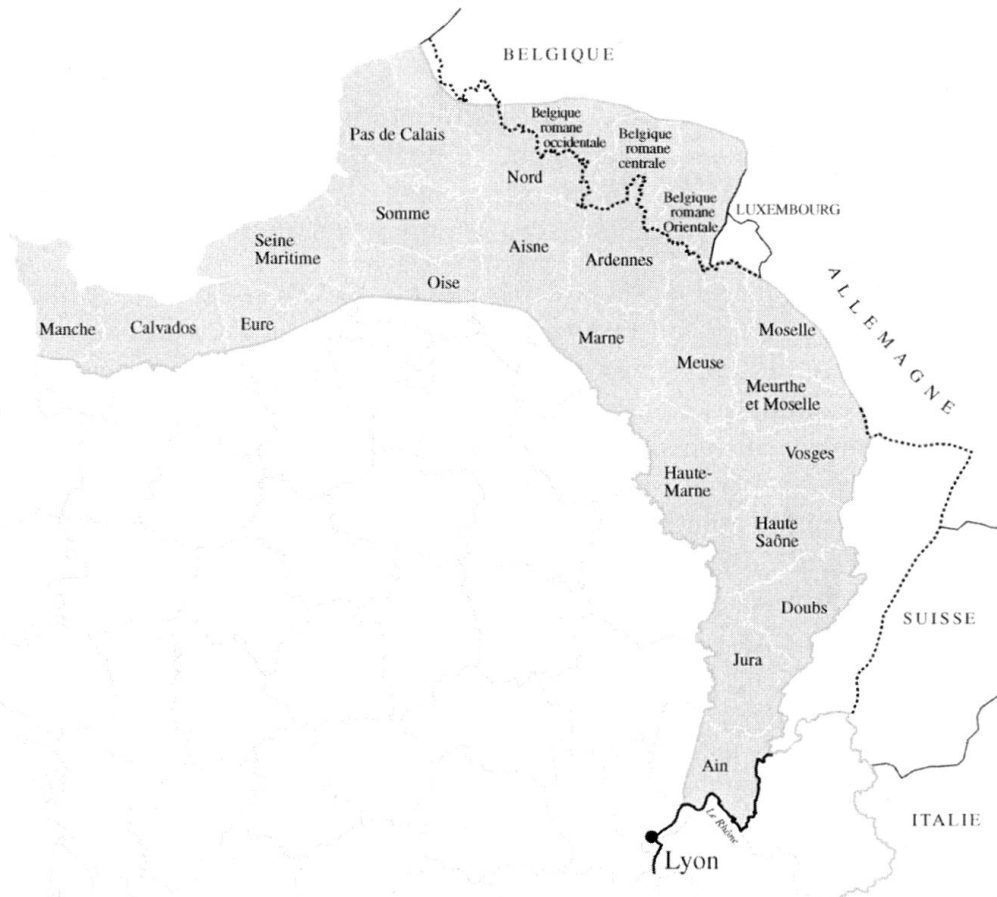 BELGIQUE
Belgique
romane
occidentale
Pas de Calais
Belgique
romane
centrale
Nord
Belgique
romane
Orientale
LUXEMBOURG
Somme
Seine
Maritime
Aisne
Ardennes
Oise
ALLEMAGNE
Manche
Calvados
Eure
Marne
Moselle
Meuse
Meurthe
et Moselle
Vosges
Haute-
Marne
Haute
Saône
Doubs
SUISSE
Jura
Ain
Le Rhône
ITALIE
Lyon